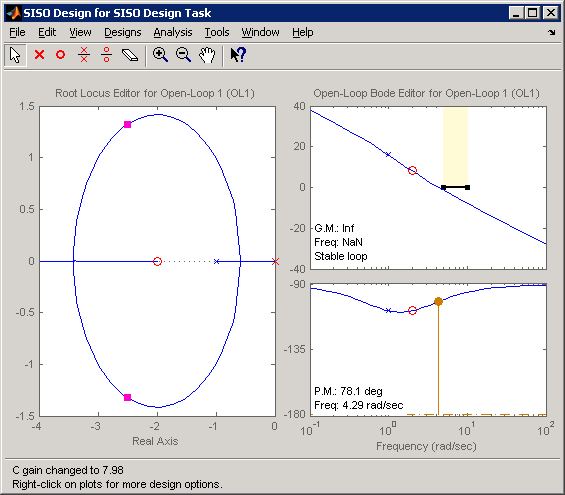 SISO Design for SISO Design Task
File Edit View Designs Analysis Tools Window Help
Root Locus Editor for Open-Loop 1 (OL1)
1.5
1
0.5
0
-0.5
-1
-1.5
-4 -3 -2 -1 0
Real Axis
Open-Loop Bode Editor for Open-Loop 1 (OL1)
40
20
0
-20
-40
G.M.: Inf
Freq: NaN
Stable loop
-90
-135
-180
P.M.: 78.1 deg
Freq: 4.29 rad/sec
10^-1 10^0 10^1 10^2
Frequency (rad/sec)
C gain changed to 7.98
Right-click on plots for more design options.